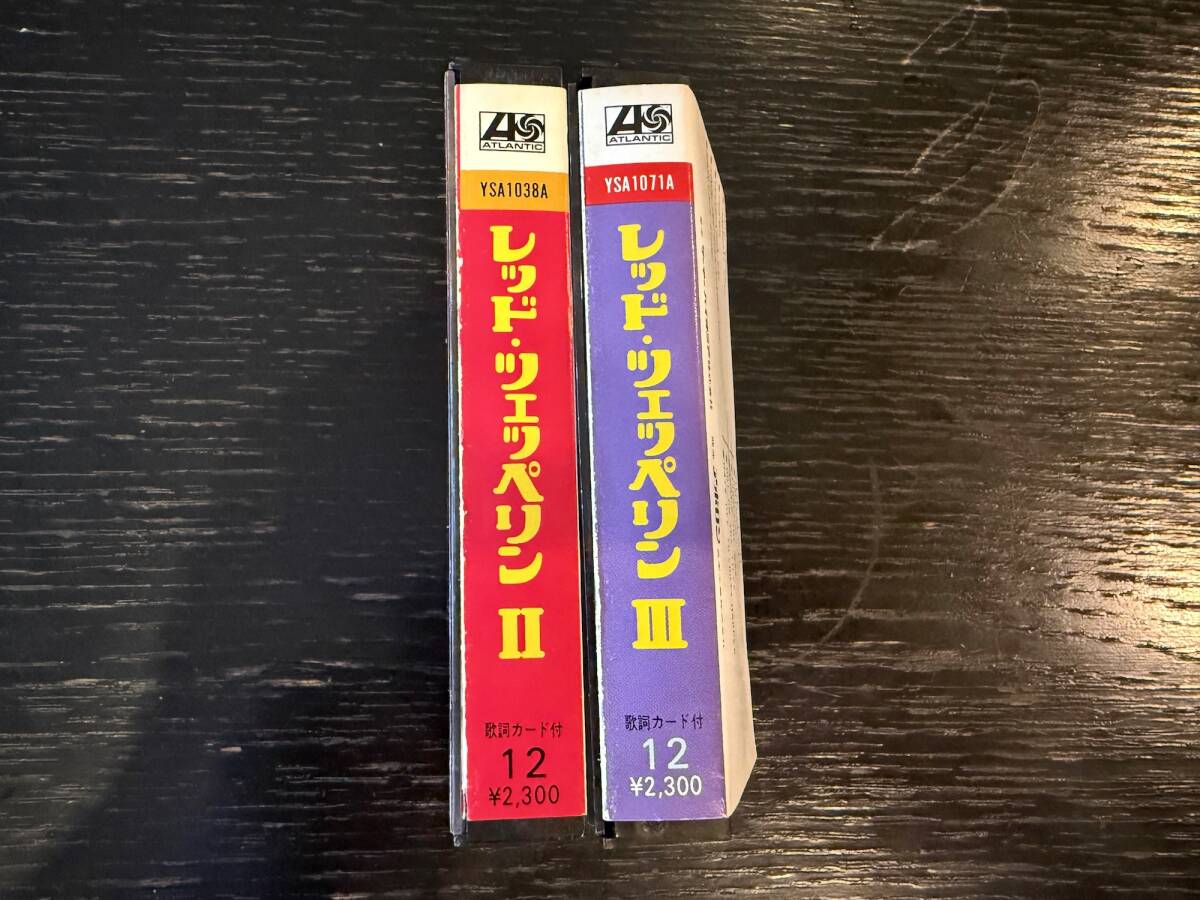 ATLANTIC
YSA1038A
レッド・ツェッペリン II
歌詞カード付
12
¥2,300
ATLANTIC
YSA1071A
レッド・ツェッペリン III
歌詞カード付
12
¥2,300